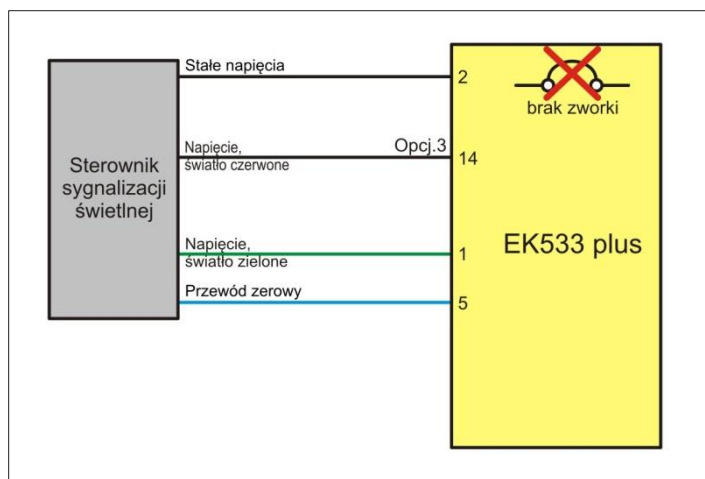 Stałe napięcia
2
brak zworki
Napięcie,
światło czerwone
Opcj.3
14
Sterownik
sygnalizacji
świetlnej
Napięcie,
światło zielone
1
EK533 plus
Przewód zerowy
5